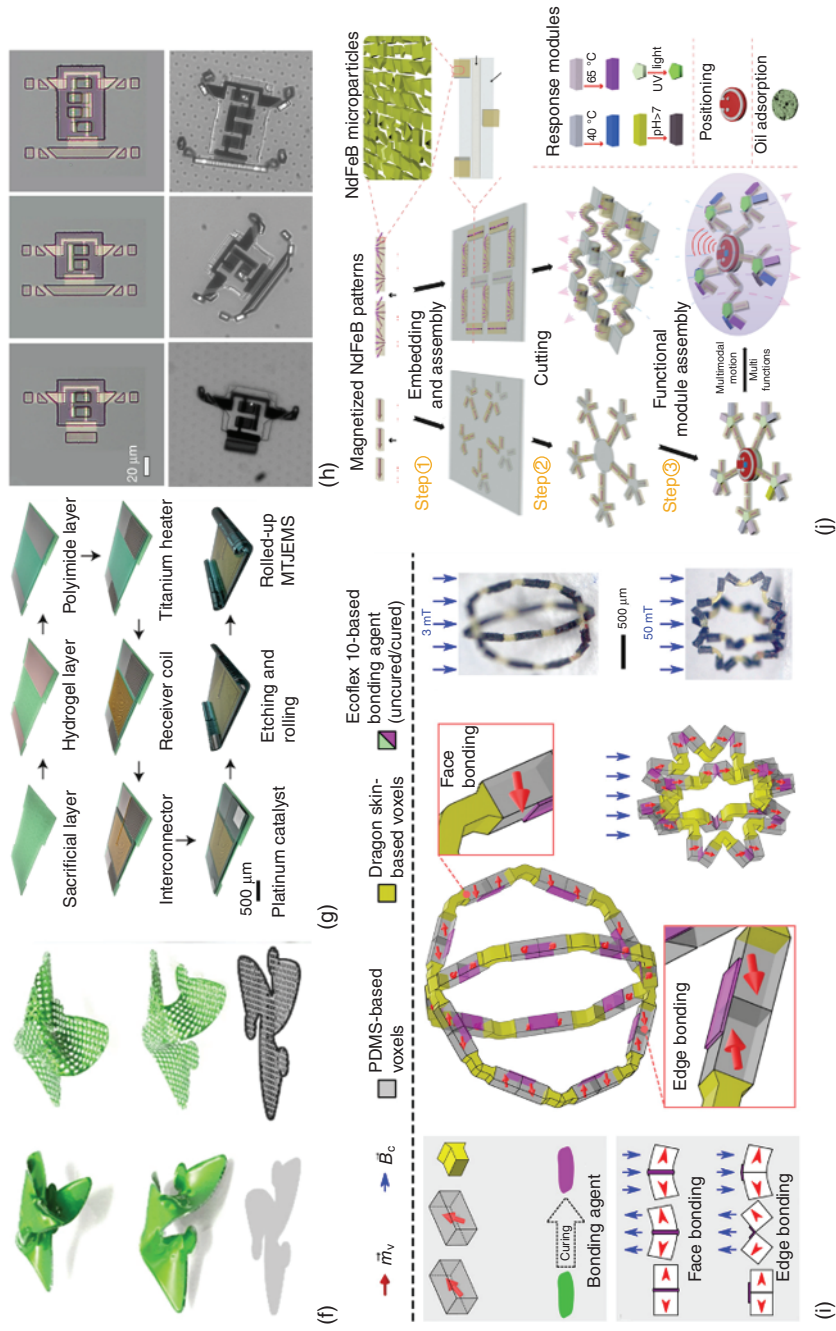 (f)
(g)
Sacrificial layer
Hydrogel layer
Polyimide layer
Interconnector
Receiver coil
Titanium heater
500 μm
Platinum catalyst
Etching and
rolling
Rolled-up
MTJEMS
(h)
20 μm
(i)
m⃗v
B⃗c
PDMS-based
voxels
Dragon skin-
based voxels
Ecoflex 10-based
bonding agent
(uncured/cured)
Curing
Bonding agent
Face bonding
Edge bonding
Face
bonding
Edge bonding
3 mT
500 μm
50 mT
(j)
Magnetized NdFeB patterns
NdFeB microparticles
Step①
Embedding
and assembly
Step②
Cutting
Step③
Functional
module assembly
Multimodal
motion
Multi
functions
Response modules
40 °C
65 °C
pH>7
UV light
Positioning
Oil adsorption